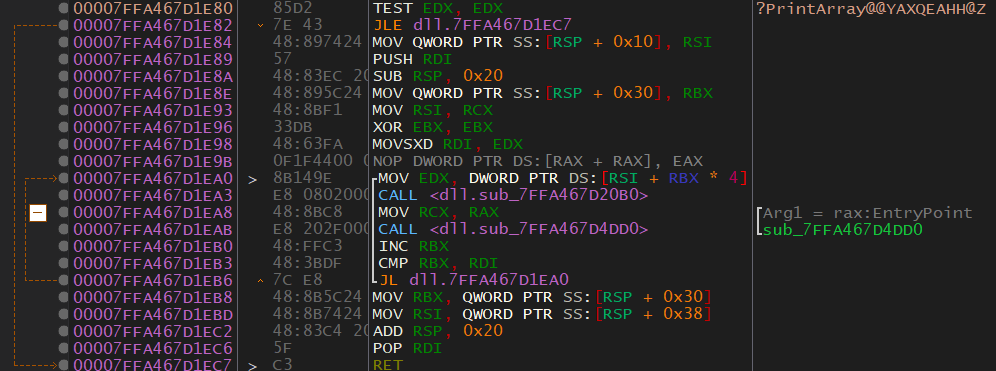 00007FFA467D1E80 85D2 TEST EDX, EDX ?PrintArray@@YAXQEAHH@Z
00007FFA467D1E82 7E 43 JLE dll.7FFA467D1EC7
00007FFA467D1E84 48:897424 MOV QWORD PTR SS:[RSP + 0x10], RSI
00007FFA467D1E89 57 PUSH RDI
00007FFA467D1E8A 48:83EC 20 SUB RSP, 0x20
00007FFA467D1E8E 48:895C24 MOV QWORD PTR SS:[RSP + 0x30], RBX
00007FFA467D1E93 48:8BF1 MOV RSI, RCX
00007FFA467D1E96 33DB XOR EBX, EBX
00007FFA467D1E98 48:63FA MOVSXD RDI, EDX
00007FFA467D1E9B 0F1F4400 0 NOP DWORD PTR DS:[RAX + RAX], EAX
00007FFA467D1EA0 > 8B149E MOV EDX, DWORD PTR DS:[RSI + RBX * 4]
00007FFA467D1EA3 E8 0802000 CALL <dll.sub_7FFA467D20B0>
00007FFA467D1EA8 48:8BC8 MOV RCX, RAX Arg1 = rax:EntryPoint
00007FFA467D1EAB E8 202F000 CALL <dll.sub_7FFA467D4DD0> sub_7FFA467D4DD0
00007FFA467D1EB0 48:FFC3 INC RBX
00007FFA467D1EB3 48:3BDF CMP RBX, RDI
00007FFA467D1EB6 7C E8 JL dll.7FFA467D1EA0
00007FFA467D1EB8 48:8B5C24 MOV RBX, QWORD PTR SS:[RSP + 0x30]
00007FFA467D1EBD 48:8B7424 MOV RSI, QWORD PTR SS:[RSP + 0x38]
00007FFA467D1EC2 48:83C4 20 ADD RSP, 0x20
00007FFA467D1EC6 5F POP RDI
00007FFA467D1EC7 > C3 RET